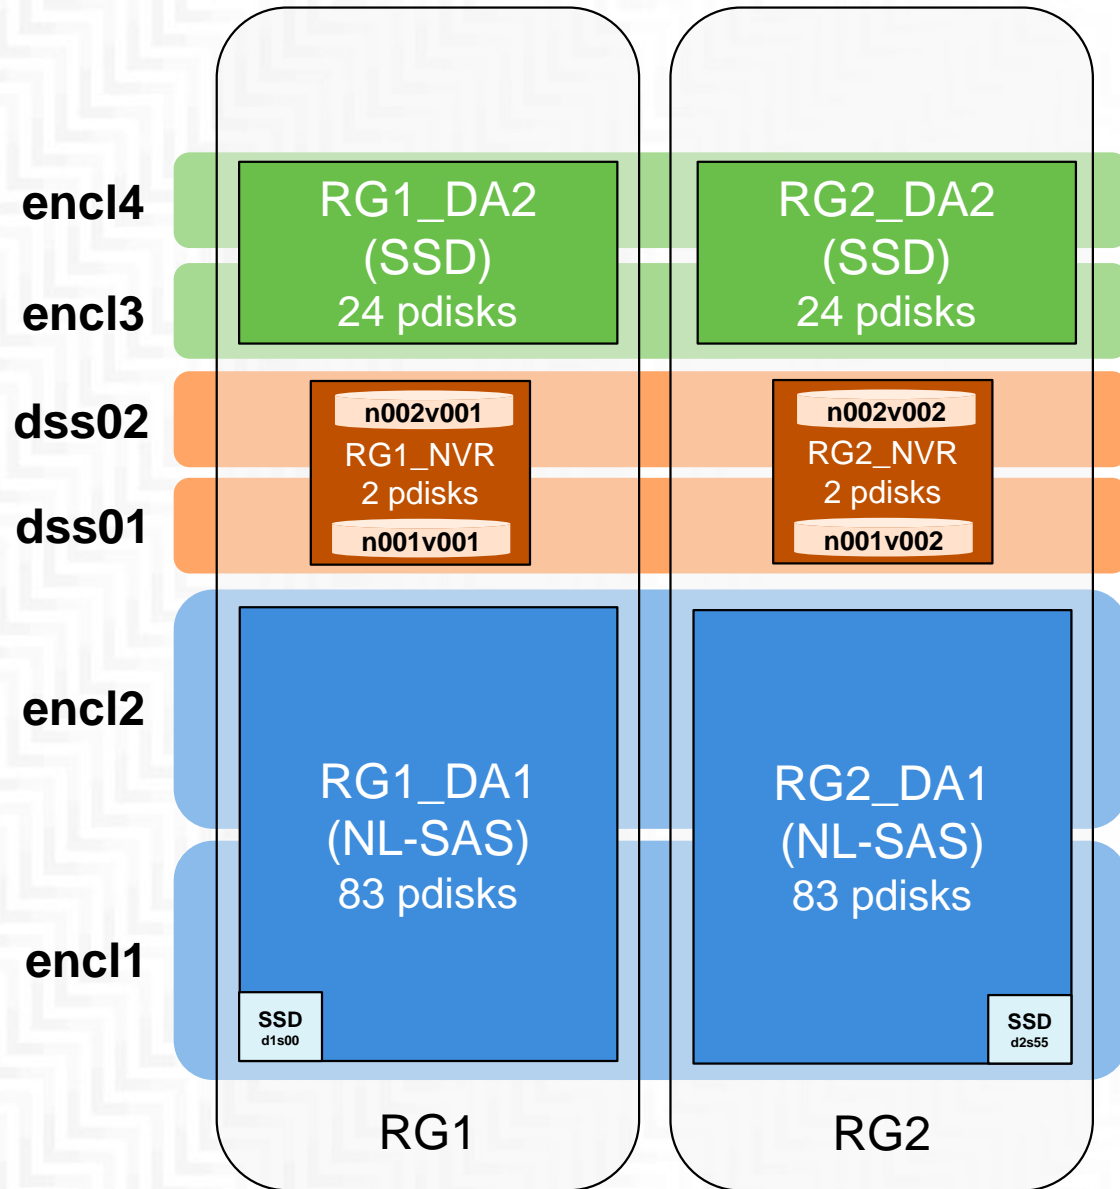 encl4
RG1_DA2
(SSD)
24 pdisks
RG2_DA2
(SSD)
24 pdisks
encl3
dss02
n002v001
RG1_NVR
2 pdisks
n001v001
n002v002
RG2_NVR
2 pdisks
n001v002
dss01
encl2
RG1_DA1
(NL-SAS)
83 pdisks
RG2_DA1
(NL-SAS)
83 pdisks
encl1
SSD
d1s00
SSD
d2s55
RG1
RG2